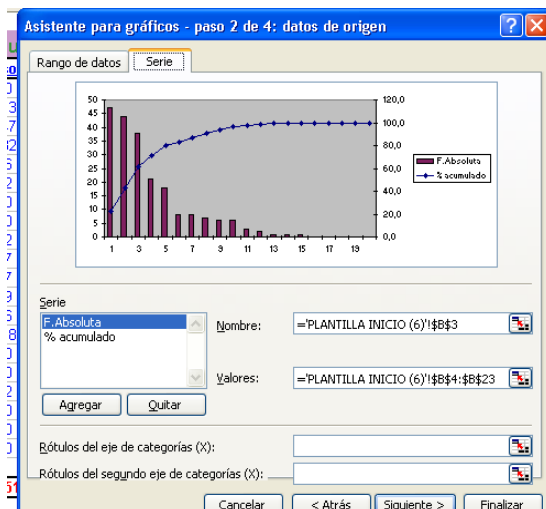 Asistente para gráficos - paso 2 de 4: datos de origen
Rango de datos Serie
50 120,0
45
40 100,0
35
30 80,0
25 60,0
20
15 40,0
10 20,0
5
0 0,0
1 3 5 7 9 11 13 15 17 19
F.Absoluta
% acumulado
Serie
F.Absoluta
% acumulado
Nombre: ='PLANTILLA INICIO (6)'!$B$3
Valores: ='PLANTILLA INICIO (6)'!$B$4:$B$23
Agregar Quitar
Rótulos del eje de categorías (X):
Rótulos del segundo eje de categorías (X):
Cancelar < Atrás Siguiente > Finalizar